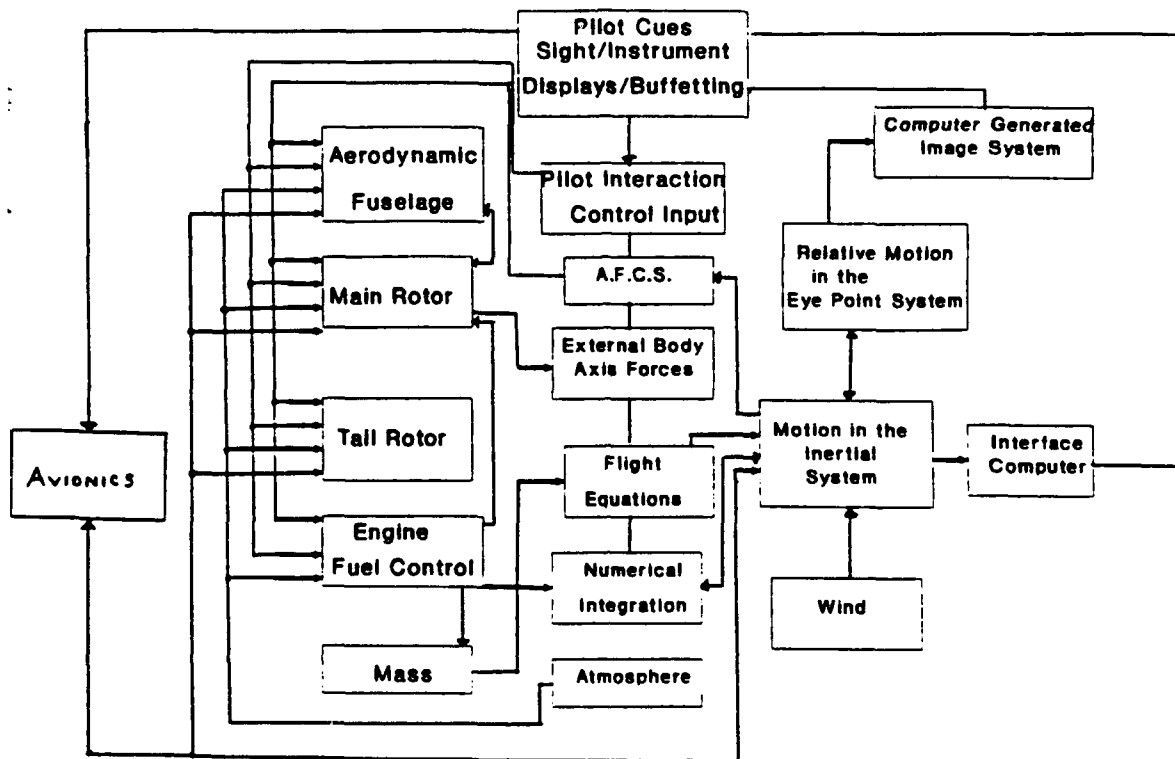 Pilot Cues
Sight/Instrument
Displays/Buffetting
Computer Generated
Image System
Aerodynamic
Fuselage
Pilot Interaction
Control Input
Relative Motion
in the
Eye Point System
A.F.C.S.
Main Rotor
External Body
Axis Forces
Tail Rotor
Flight
Equations
Motion in the
Inertial
System
Interface
Computer
AVIONICS
Engine
Fuel Control
Numerical
Integration
Wind
Mass
Atmosphere